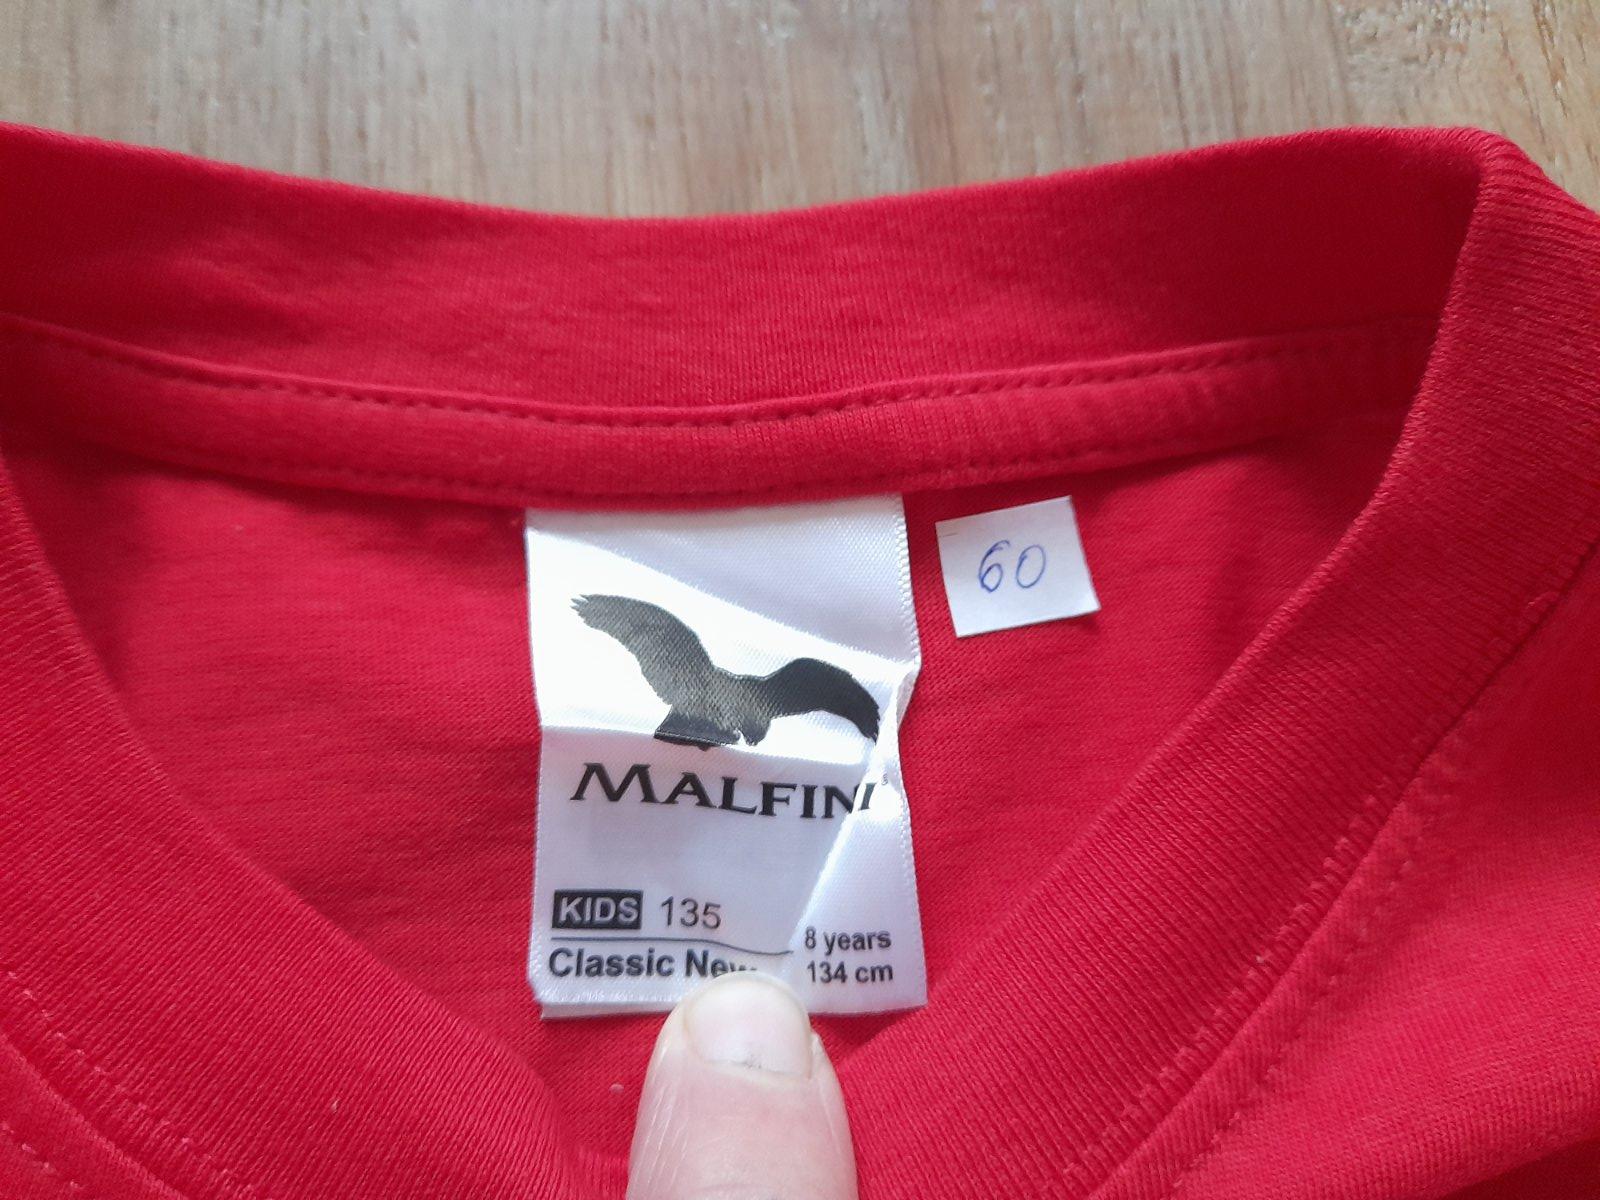 60
MALFINI®
KIDS 135
Classic New
8 years
134 cm